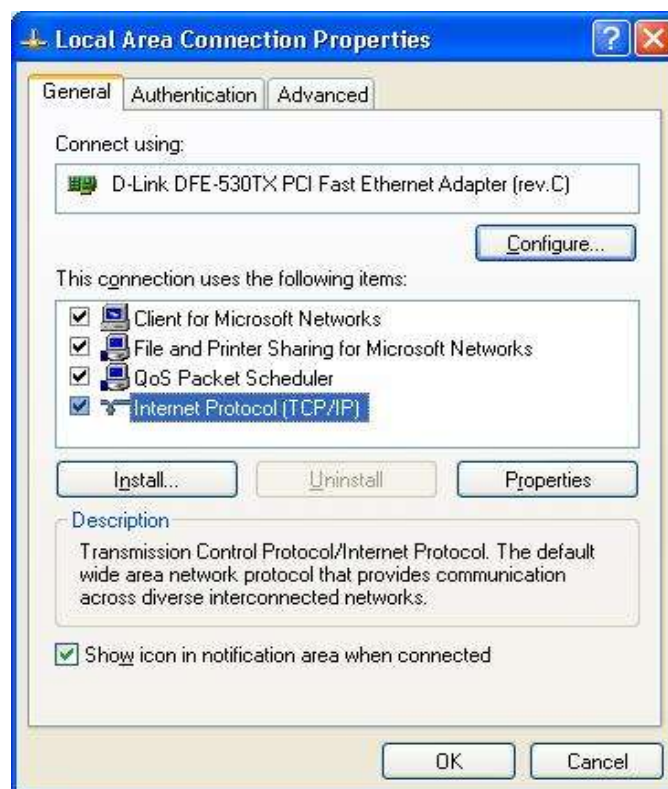 Local Area Connection Properties
General Authentication Advanced
Connect using:
D-Link DFE-530TX PCI Fast Ethernet Adapter (rev.C)
Configure...
This connection uses the following items:
Client for Microsoft Networks
File and Printer Sharing for Microsoft Networks
QoS Packet Scheduler
Internet Protocol (TCP/IP)
Install... Uninstall Properties
Description
Transmission Control Protocol/Internet Protocol. The default
wide area network protocol that provides communication
across diverse interconnected networks.
Show icon in notification area when connected
OK Cancel